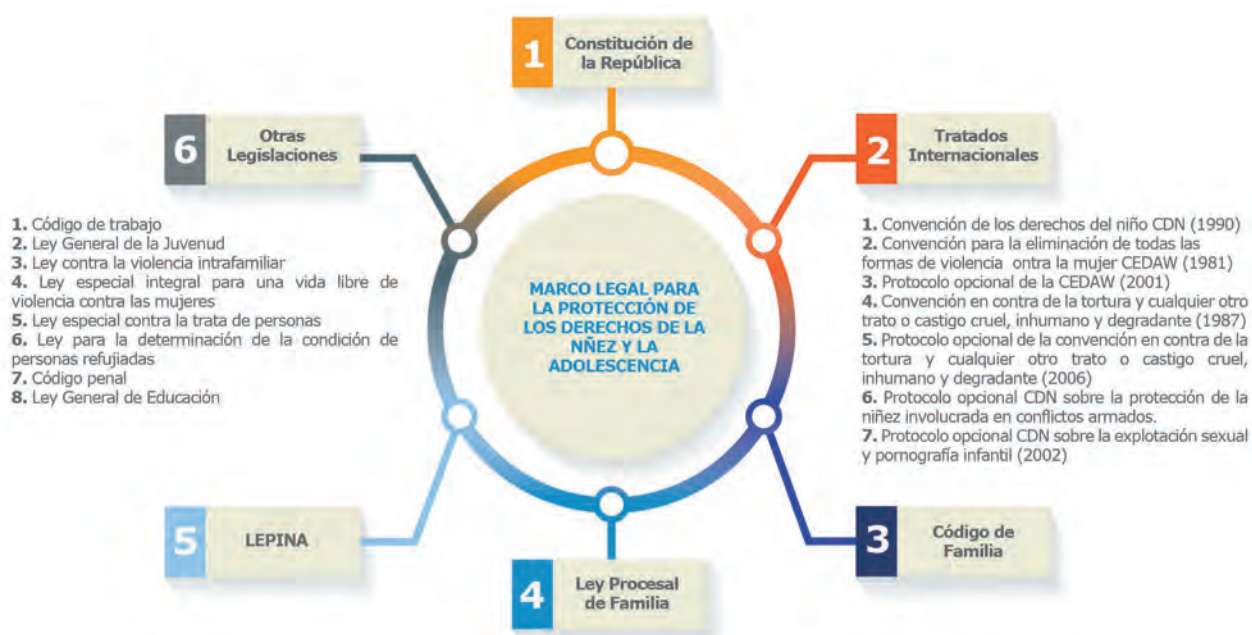 1
Constitución de
la República
2
Tratados
Internacionales
1. Convención de los derechos del niño CDN (1990)
2. Convención para la eliminación de todas las
formas de violencia ontra la mujer CEDAW (1981)
3. Protocolo opcional de la CEDAW (2001)
4. Convención en contra de la tortura y cualquier otro
trato o castigo cruel, inhumano y degradante (1987)
5. Protocolo opcional de la convención en contra de la
tortura y cualquier otro trato o castigo cruel,
inhumano y degradante (2006)
6. Protocolo opcional CDN sobre la protección de la
niñez involucrada en conflictos armados.
7. Protocolo opcional CDN sobre la explotación sexual
y pornografía infantil (2002)
3
Código de
Familia
4
Ley Procesal
de Familia
5
LEPINA
6
Otras
Legislaciones
1. Código de trabajo
2. Ley General de la Juvenud
3. Ley contra la violencia intrafamiliar
4. Ley especial integral para una vida libre de
violencia contra las mujeres
5. Ley especial contra la trata de personas
6. Ley para la determinación de la condición de
personas refujiadas
7. Código penal
8. Ley General de Educación
MARCO LEGAL PARA
LA PROTECCIÓN DE
LOS DERECHOS DE LA
NÑEZ Y LA
ADOLESCENCIA